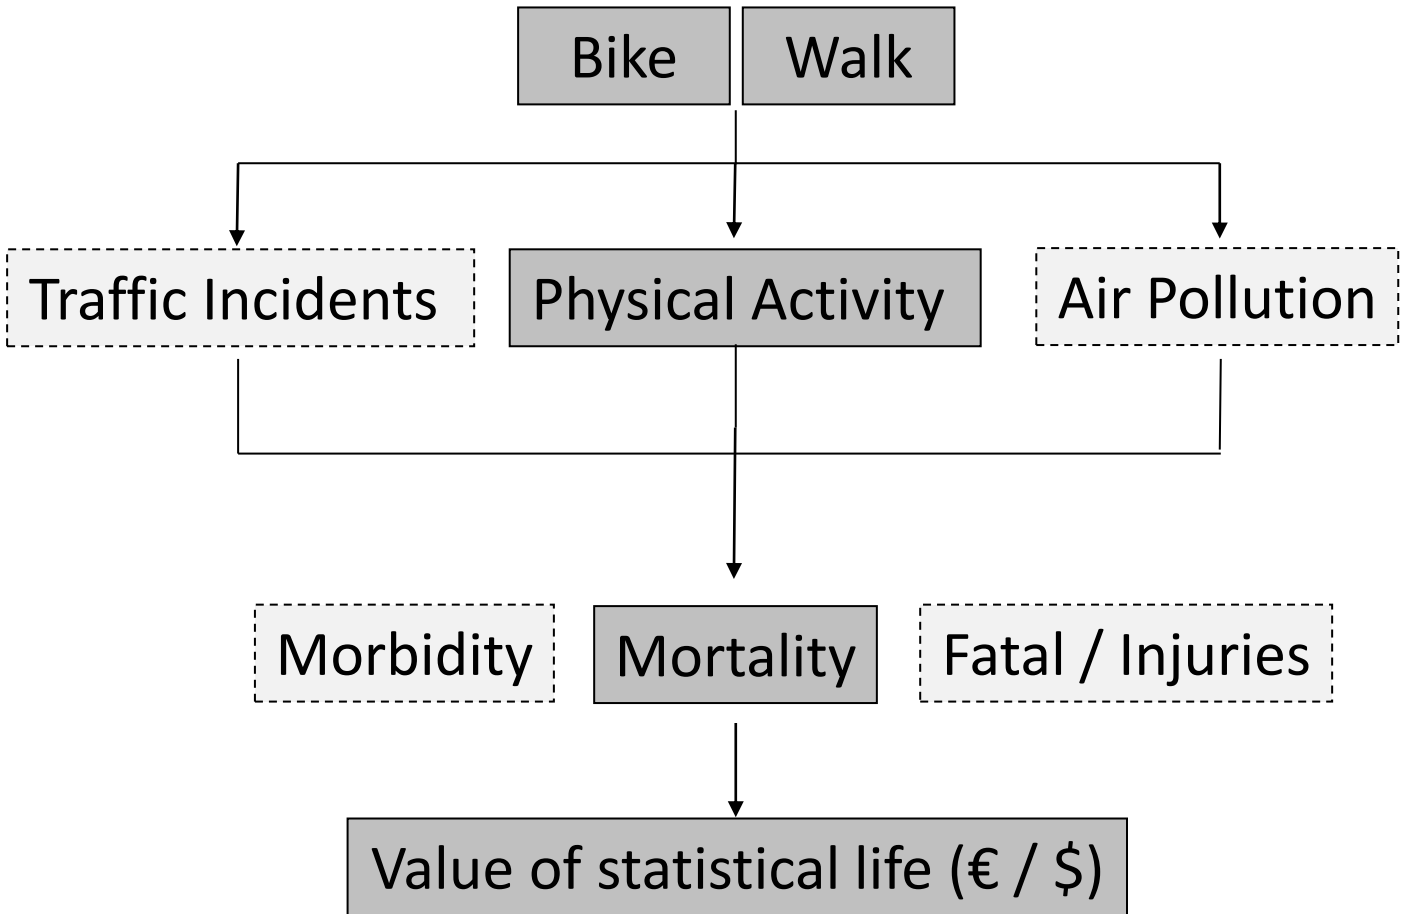 Bike
Walk
Traffic Incidents
Physical Activity
Air Pollution
Morbidity
Mortality
Fatal / Injuries
Value of statistical life (€ / $)